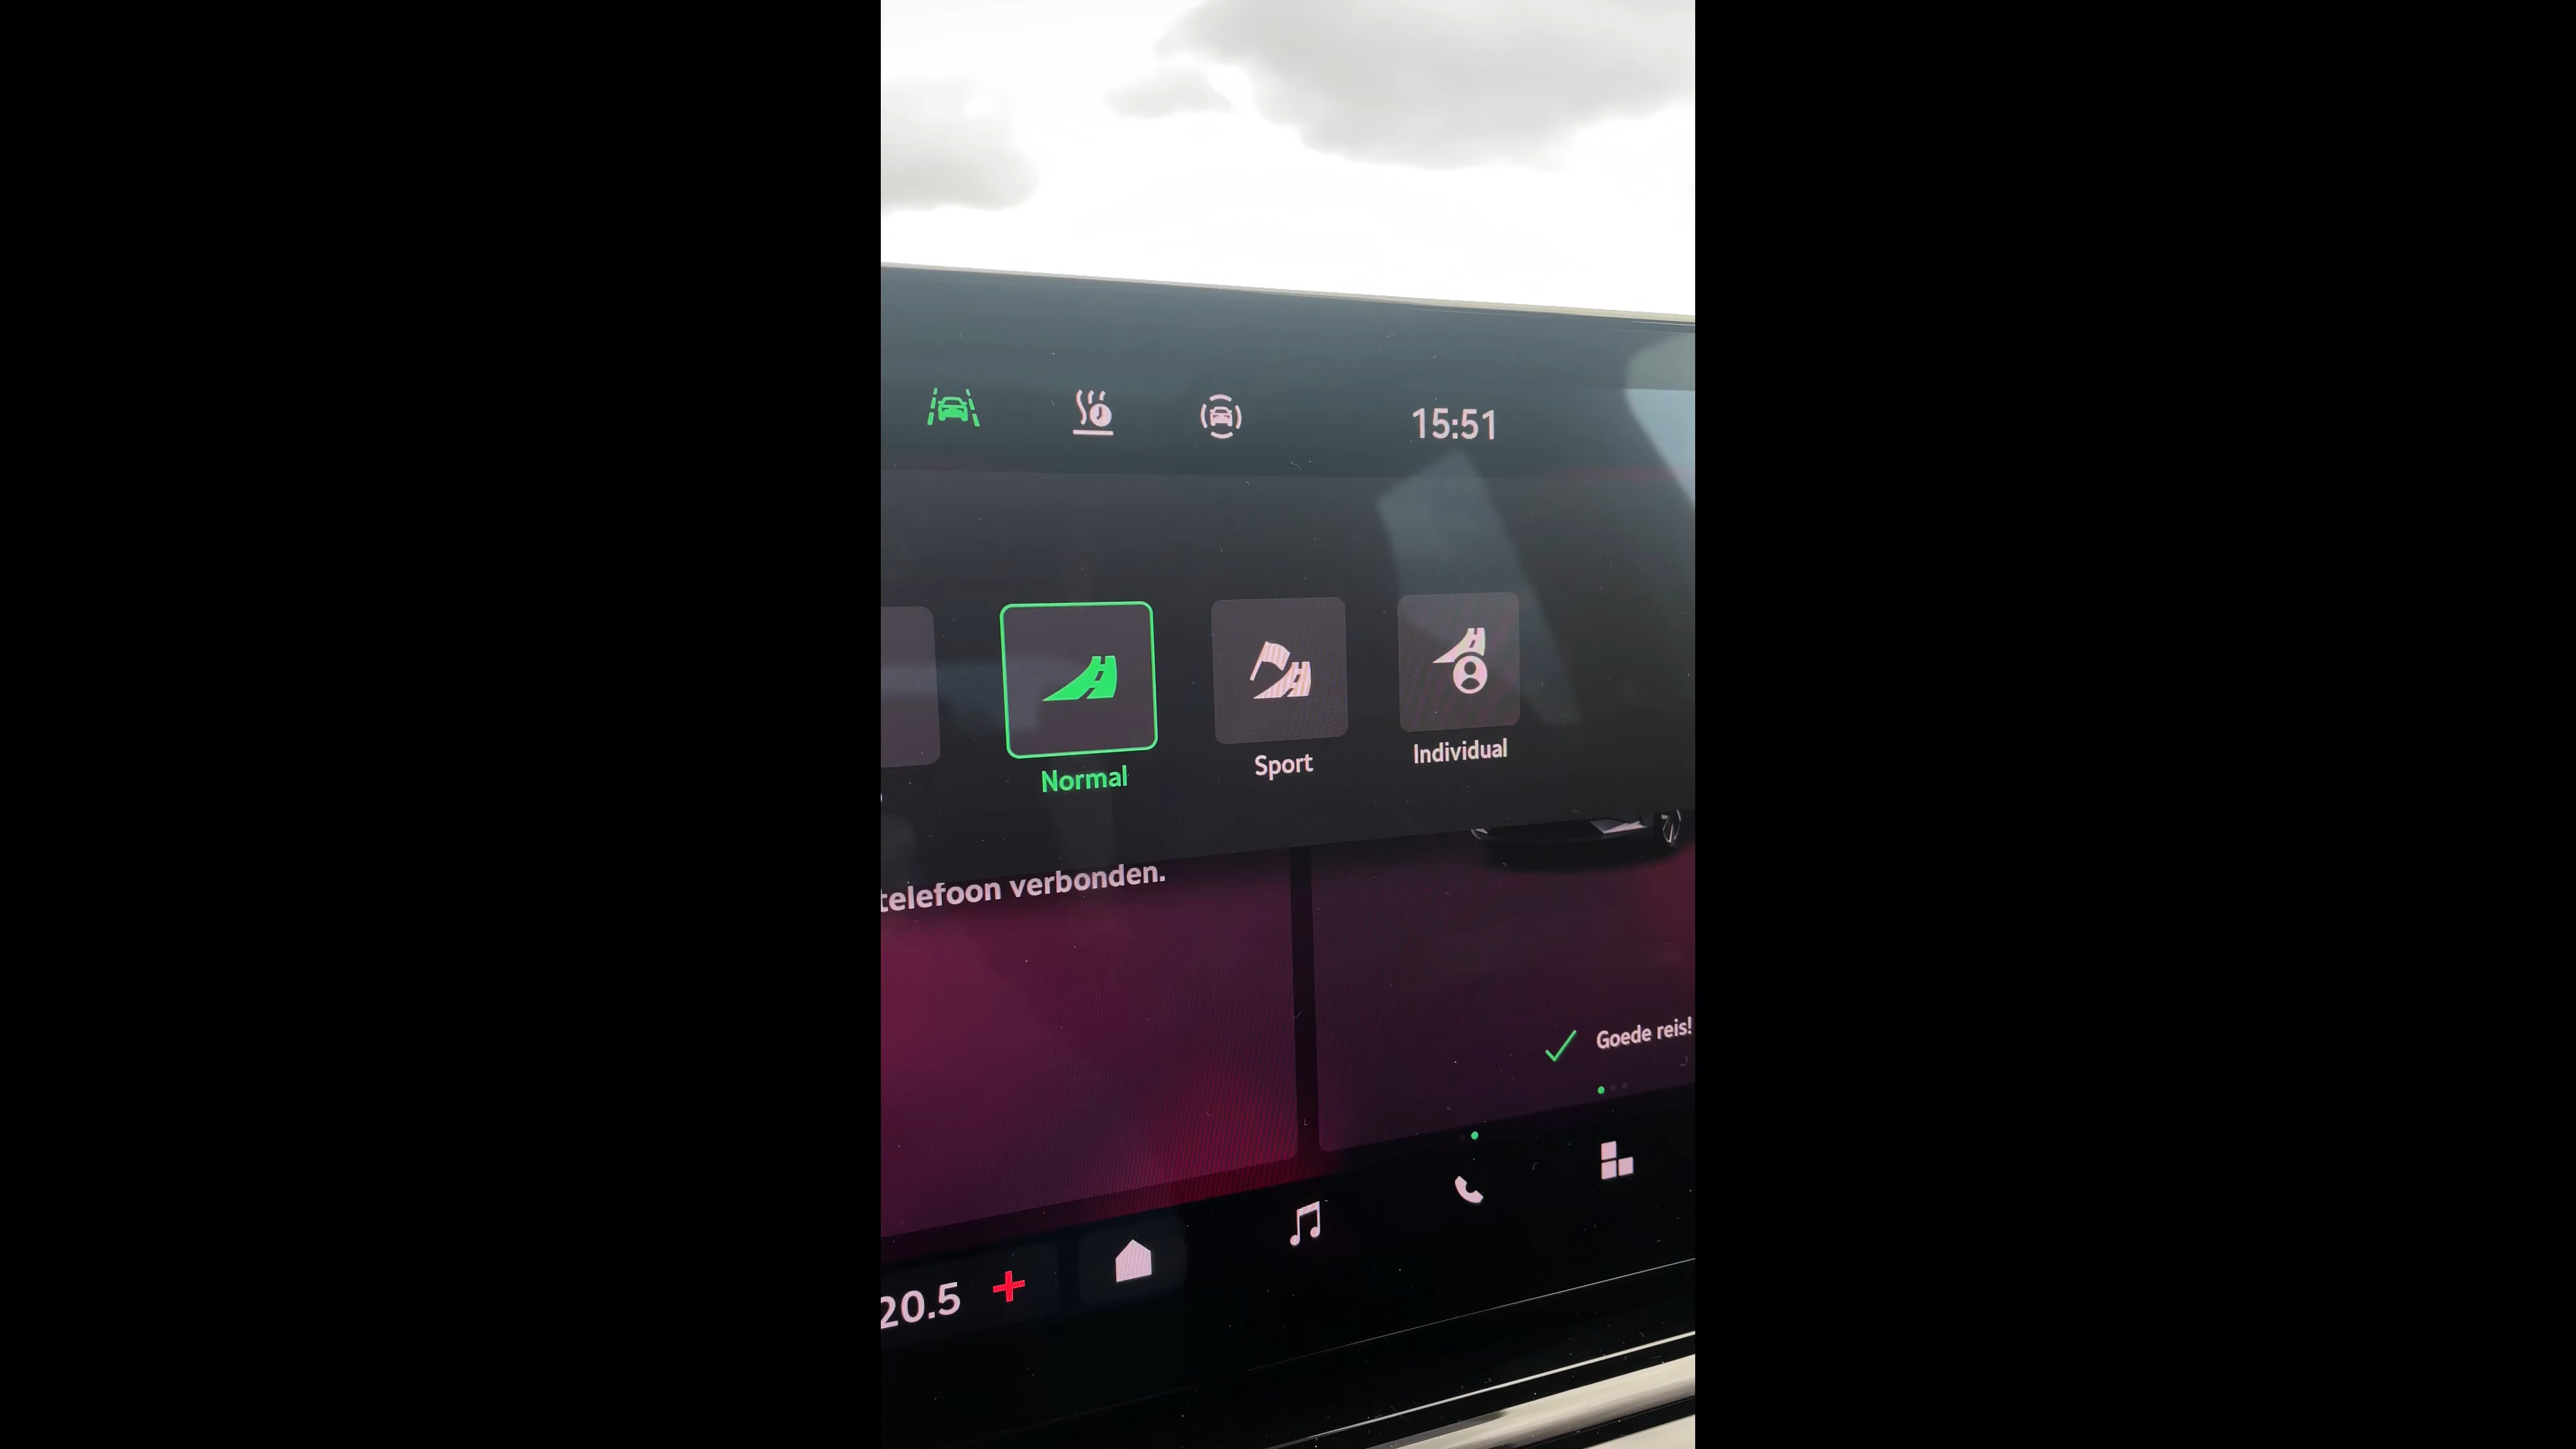 15:51
Normal
Sport
Individual
telefoon verbonden.
Goede reis!
20.5